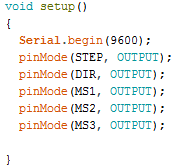 void setup()
{
Serial.begin(9600);
pinMode(STEP, OUTPUT);
pinMode(DIR, OUTPUT);
pinMode(MS1, OUTPUT);
pinMode(MS2, OUTPUT);
pinMode(MS3, OUTPUT);
}